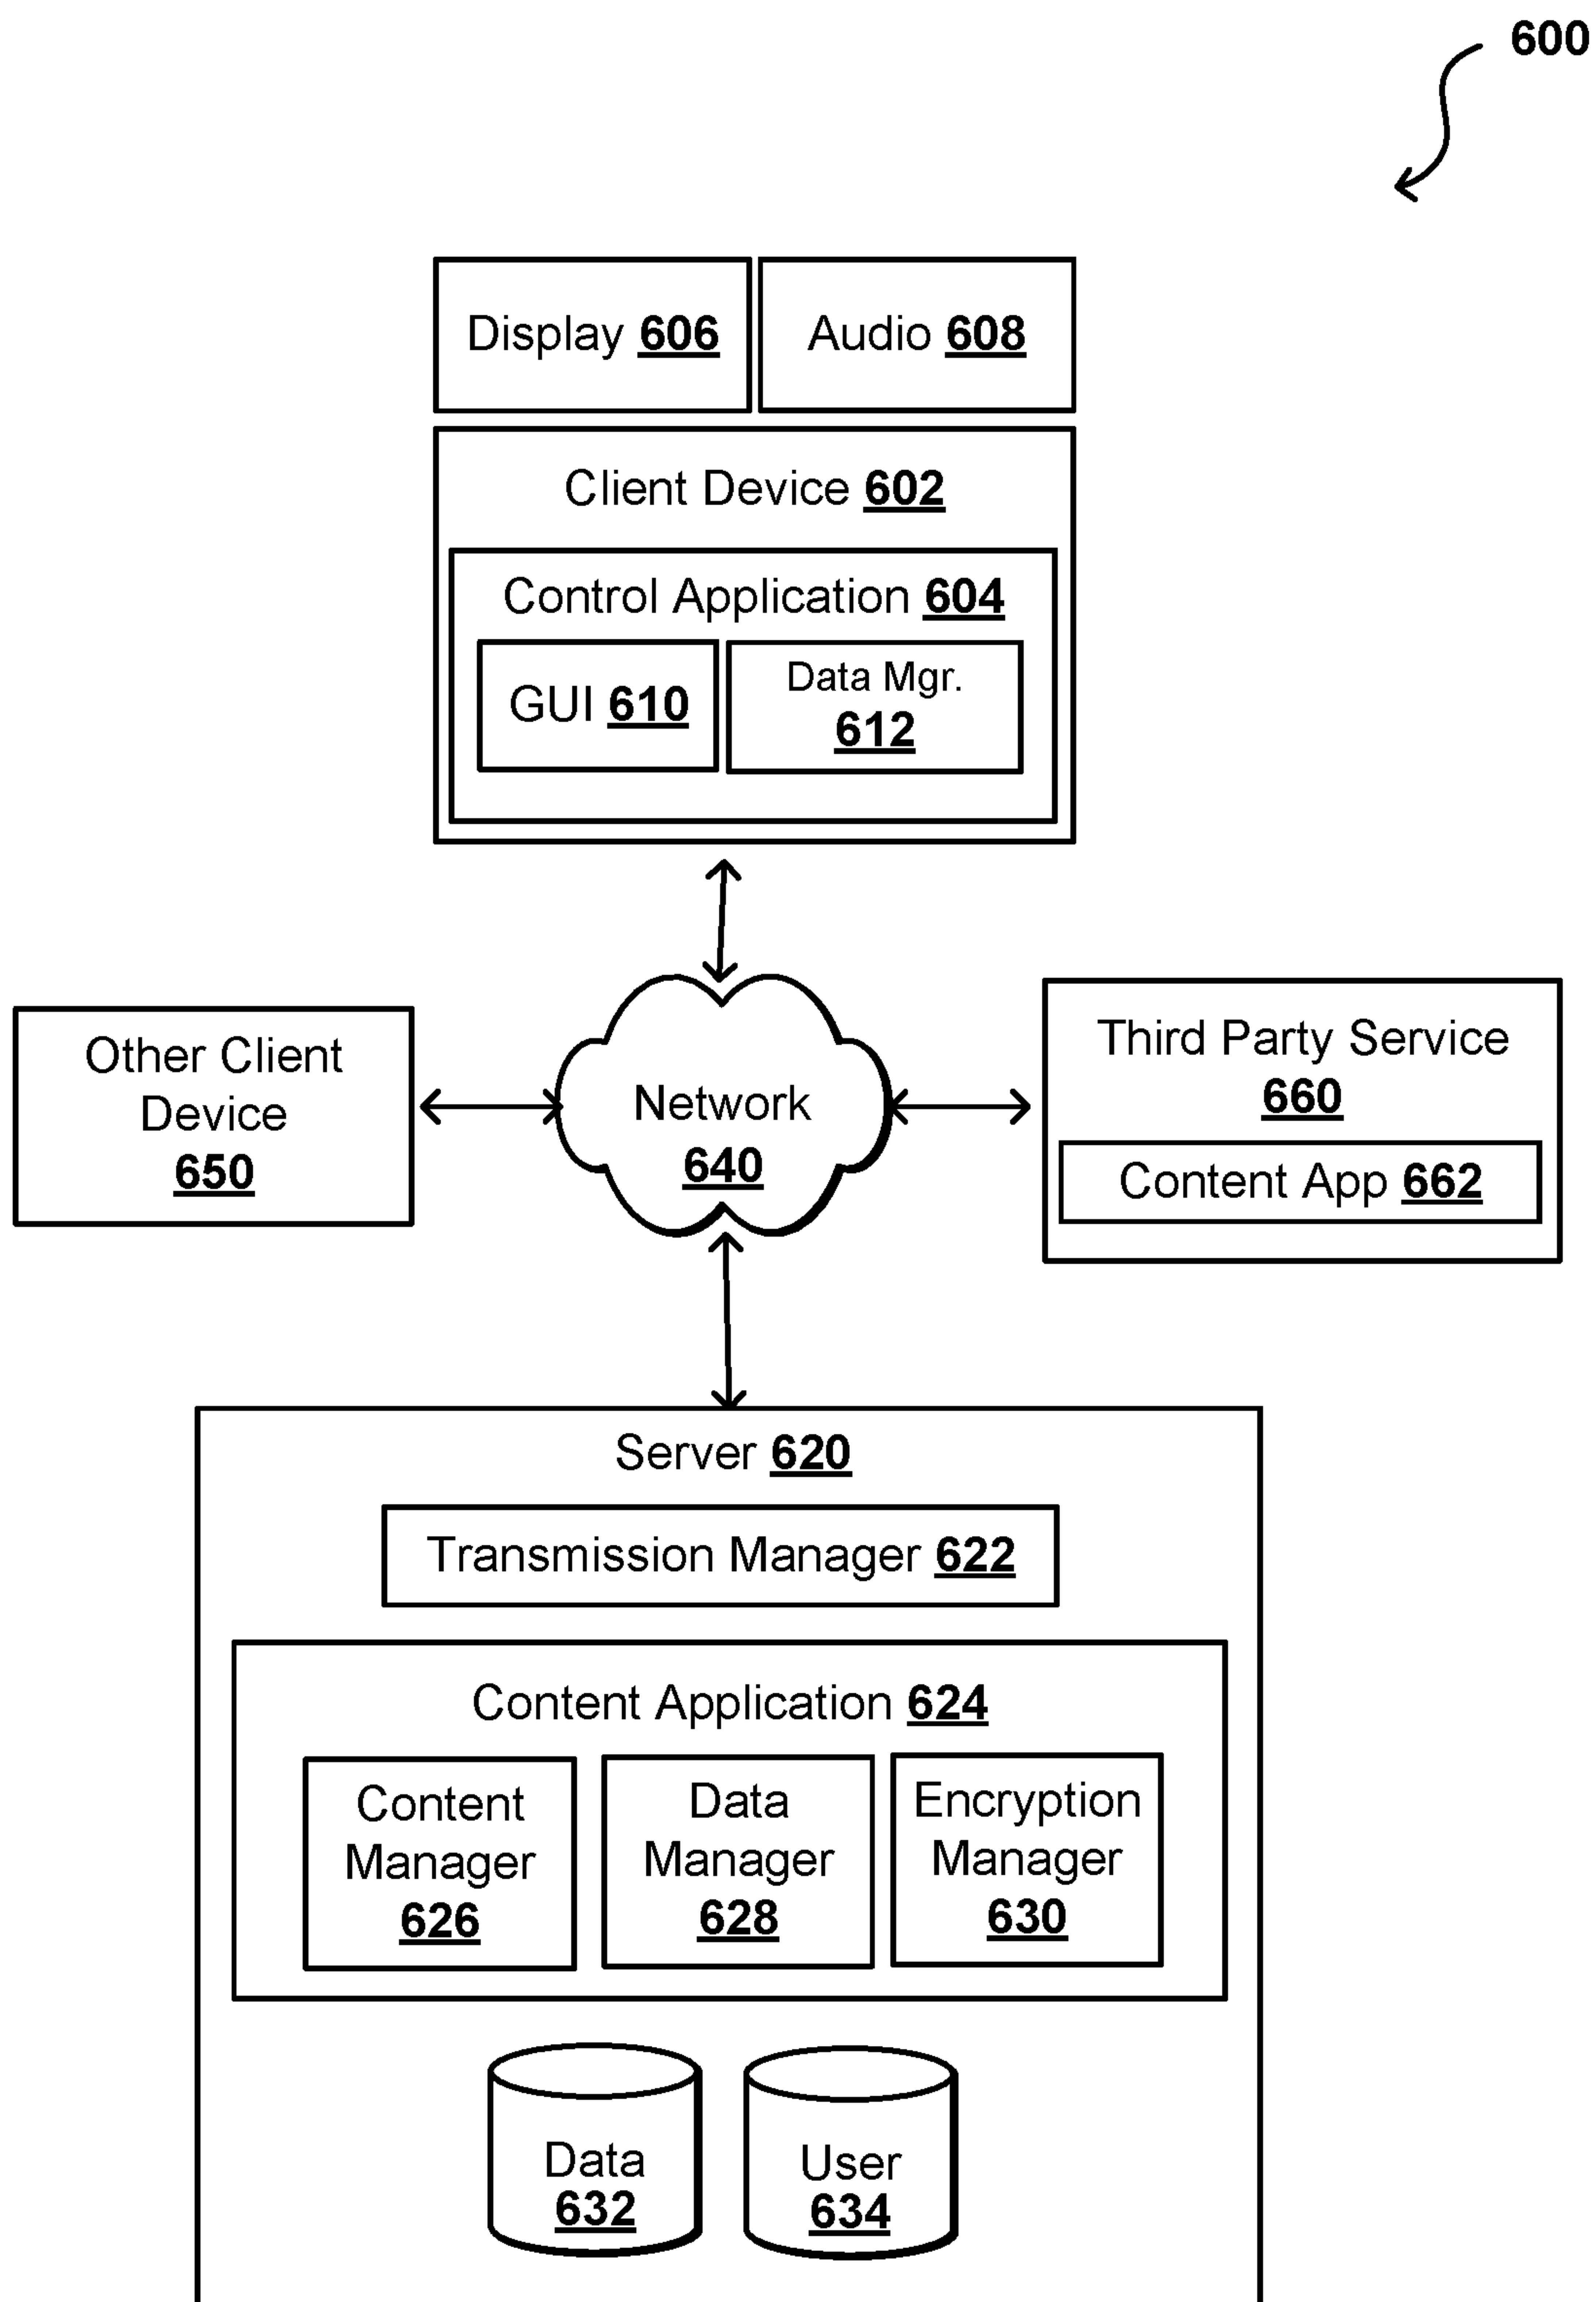 600
Display 606
Audio 608
Client Device 602
Control Application 604
GUI 610
Data Mgr.
612
Other Client
Device
650
Network
640
Third Party Service
660
Content App 662
Server 620
Transmission Manager 622
Content Application 624
Content
Manager
626
Data
Manager
628
Encryption
Manager
630
Data
632
User
634